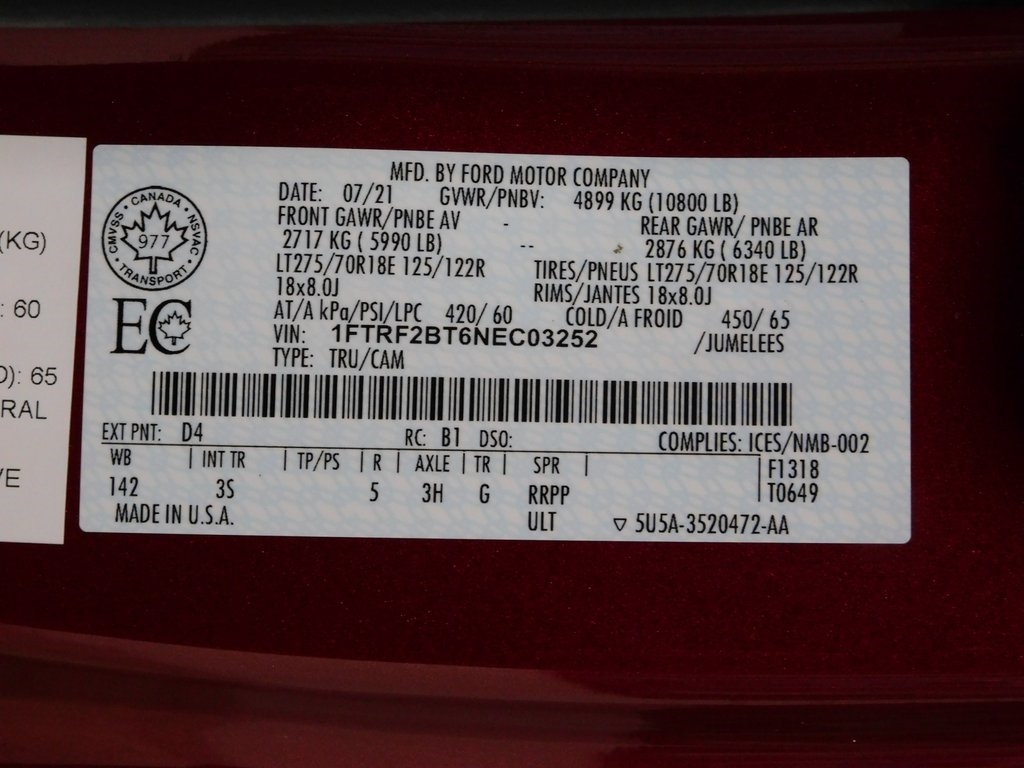 (KG)
: 60
D): 65
RAL
VE
MFD. BY FORD MOTOR COMPANY
DATE: 07/21 GVWR/PNBV: 4899 KG (10800 LB)
FRONT GAWR/PNBE AV - REAR GAWR/ PNBE AR
2717 KG ( 5990 LB) -- 2876 KG ( 6340 LB)
LT275/70R18E 125/122R TIRES/PNEUS LT275/70R18E 125/122R
18x8.0J RIMS/JANTES 18x8.0J
AT/A kPa/PSI/LPC 420/ 60 COLD/A FROID 450/ 65
VIN: 1FTRF2BT6NEC03252 /JUMELEES
TYPE: TRU/CAM
CANADA
CMVSS • NSVAC
977
TRANSPORT
EC
EXT PNT: D4 RC: B1 DSO: COMPLIES: ICES/NMB-002
WB | INT TR | TP/PS | R | AXLE | TR | SPR | F1318
142 3S 5 3H G RRPP T0649
MADE IN U.S.A. ULT ▽ 5U5A-3520472-AA